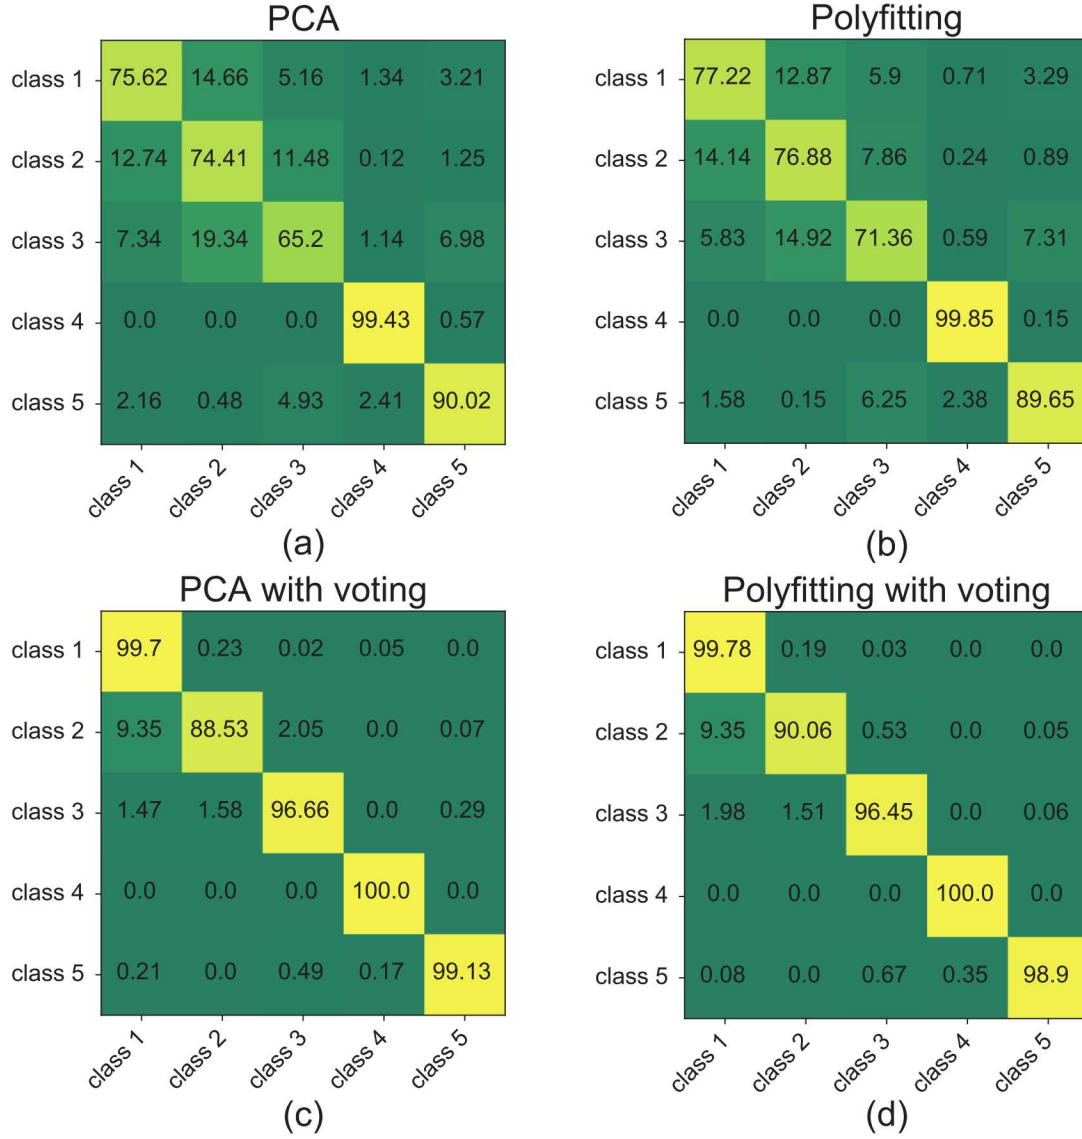 PCA
class 1 75.62 14.66 5.16 1.34 3.21
class 2 12.74 74.41 11.48 0.12 1.25
class 3 7.34 19.34 65.2 1.14 6.98
class 4 0.0 0.0 0.0 99.43 0.57
class 5 2.16 0.48 4.93 2.41 90.02
class 1 class 2 class 3 class 4 class 5
(a)
Polyfitting
class 1 77.22 12.87 5.9 0.71 3.29
class 2 14.14 76.88 7.86 0.24 0.89
class 3 5.83 14.92 71.36 0.59 7.31
class 4 0.0 0.0 0.0 99.85 0.15
class 5 1.58 0.15 6.25 2.38 89.65
class 1 class 2 class 3 class 4 class 5
(b)
PCA with voting
class 1 99.7 0.23 0.02 0.05 0.0
class 2 9.35 88.53 2.05 0.0 0.07
class 3 1.47 1.58 96.66 0.0 0.29
class 4 0.0 0.0 0.0 100.0 0.0
class 5 0.21 0.0 0.49 0.17 99.13
class 1 class 2 class 3 class 4 class 5
(c)
Polyfitting with voting
class 1 99.78 0.19 0.03 0.0 0.0
class 2 9.35 90.06 0.53 0.0 0.05
class 3 1.98 1.51 96.45 0.0 0.06
class 4 0.0 0.0 0.0 100.0 0.0
class 5 0.08 0.0 0.67 0.35 98.9
class 1 class 2 class 3 class 4 class 5
(d)